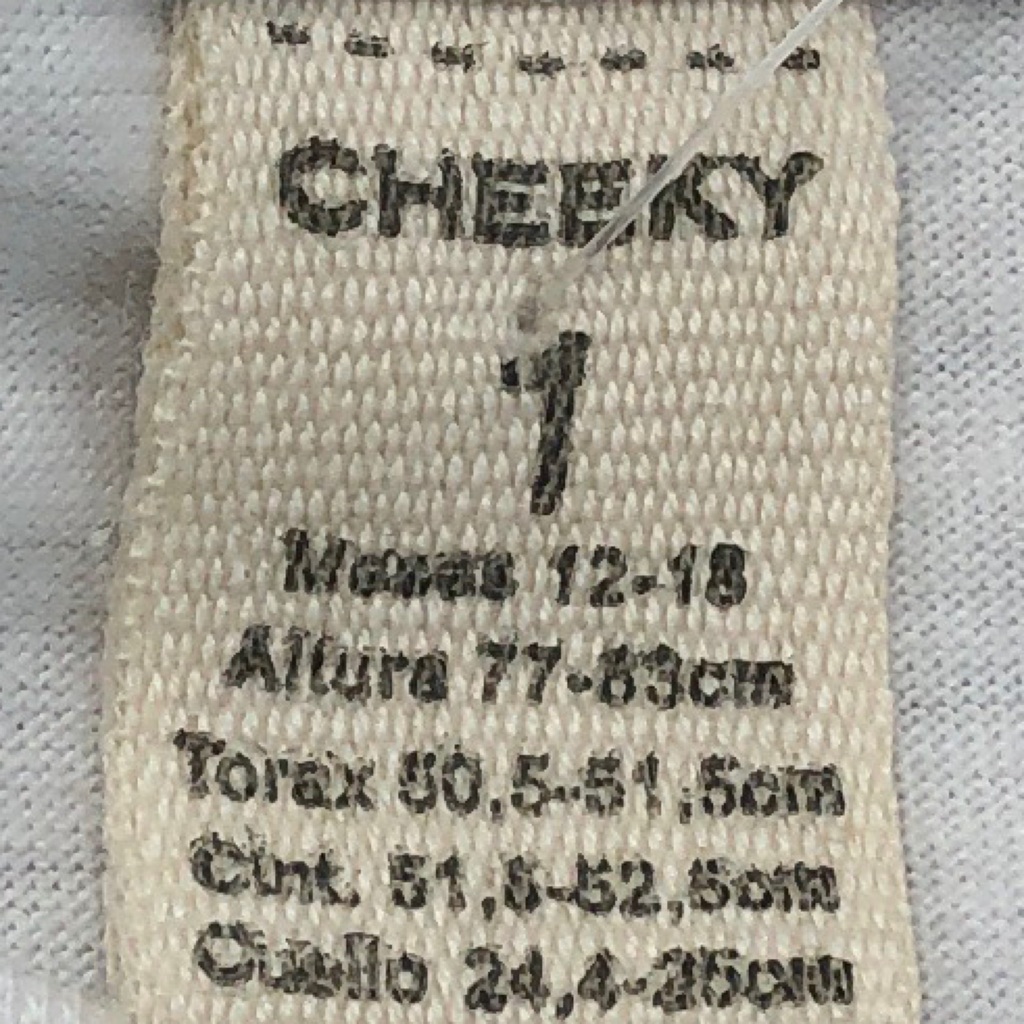 CHEEKY
1
Meses 12-18
Altura 77-83cm
Torax 50,5-51,5cm
Cint. 51,5-52,5cm
Cuello 24,4-25cm